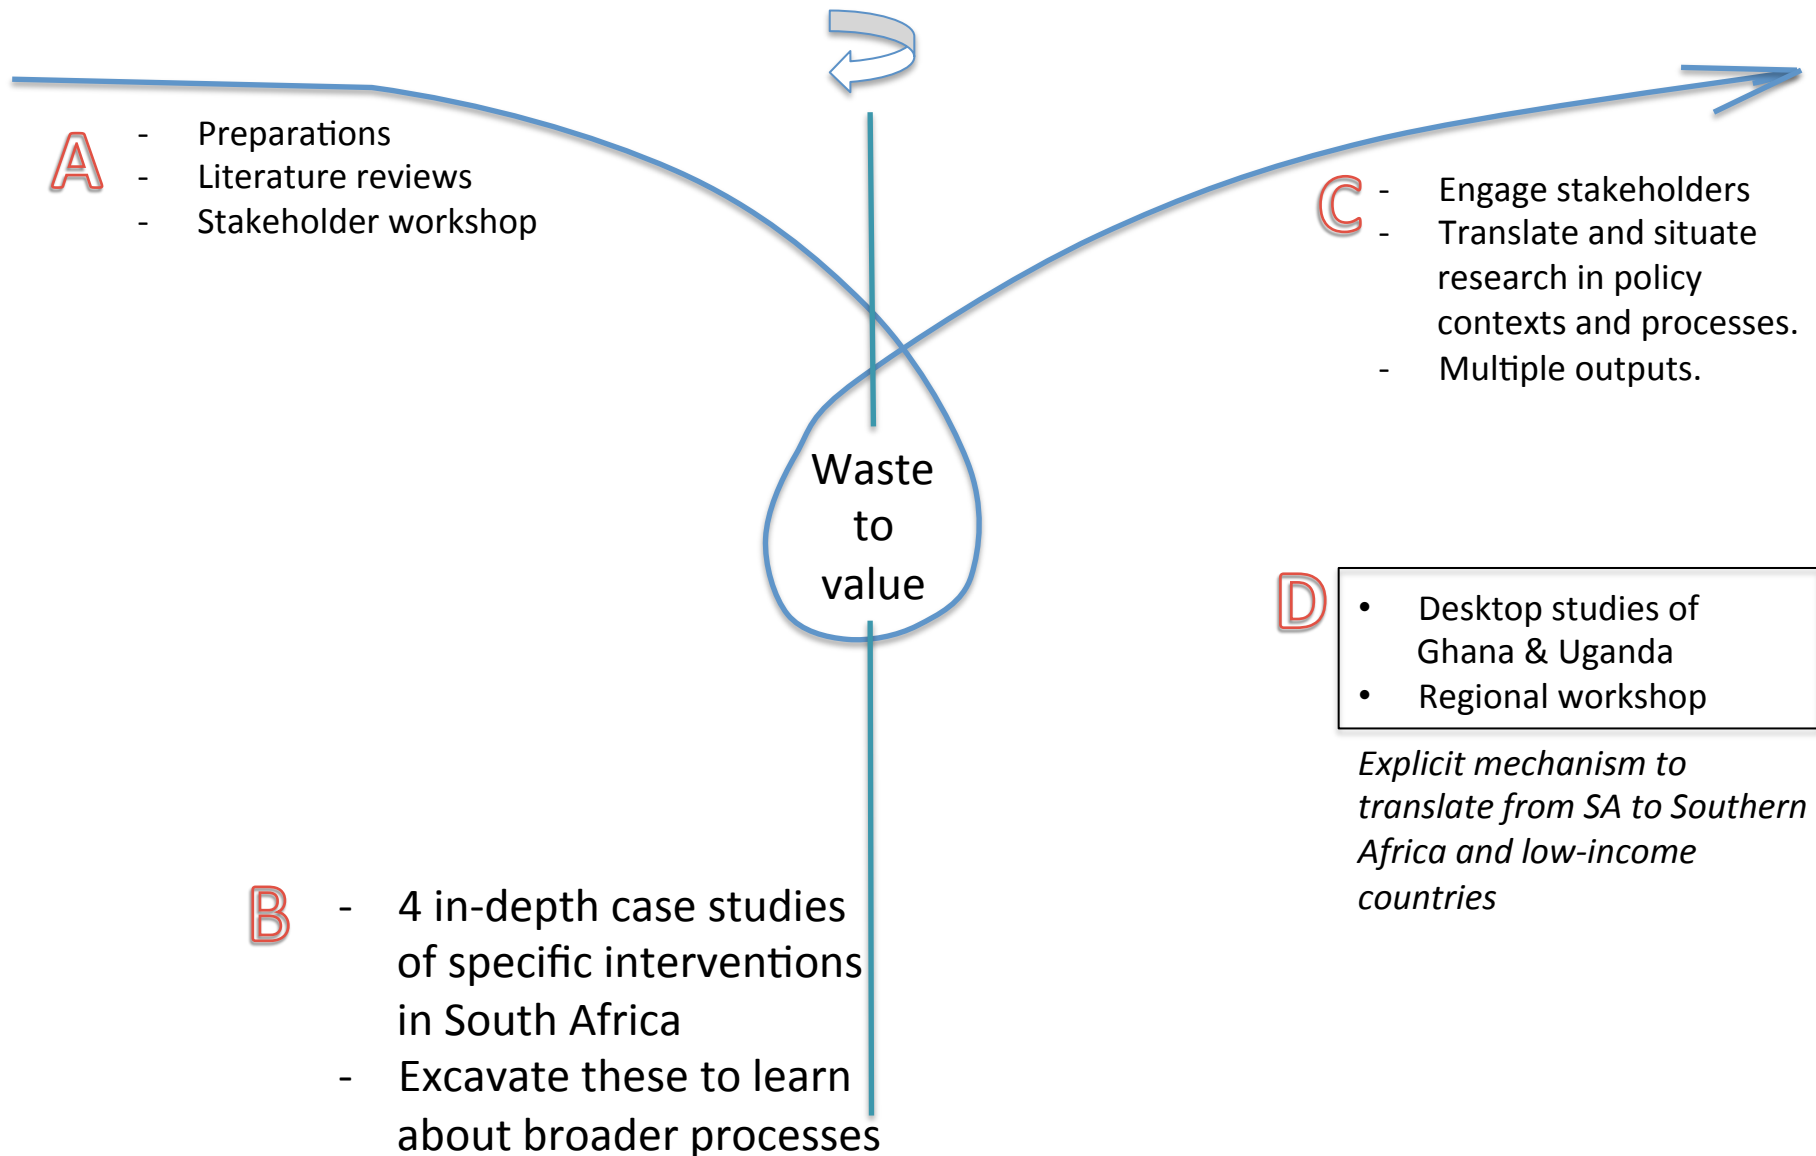 A
- Preparations
- Literature reviews
- Stakeholder workshop
C
- Engage stakeholders
- Translate and situate
research in policy
contexts and processes.
- Multiple outputs.
Waste
to
value
D
• Desktop studies of
Ghana & Uganda
• Regional workshop
Explicit mechanism to
translate from SA to Southern
Africa and low-income
countries
B
- 4 in-depth case studies
of specific interventions
in South Africa
- Excavate these to learn
about broader processes